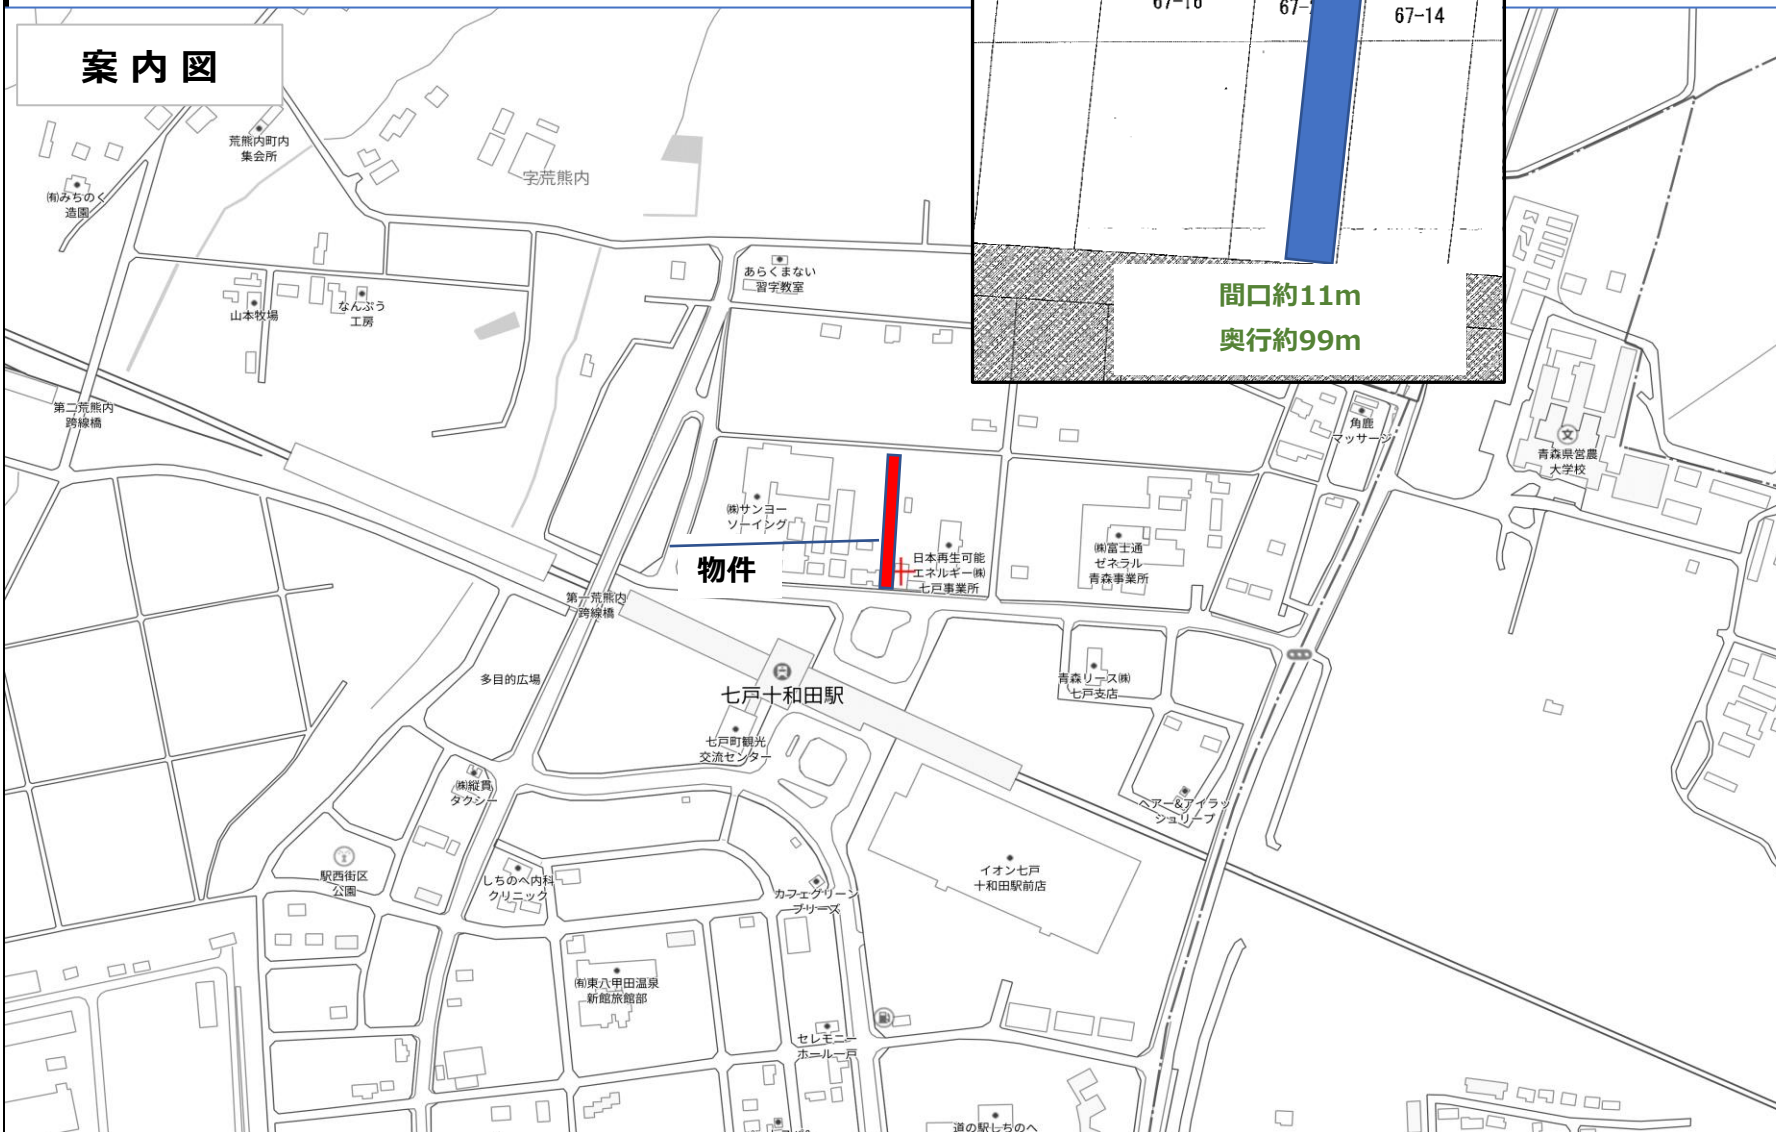 案内図
67-16
67-
67-14
間口約11m
奥行約99m
荒熊内町内
集会所
㈲みちのく
造園
字荒熊内
あらくまない
習字教室
山本牧場
なんぶう
工房
第二荒熊内
跨線橋
角鹿
マッサージ
青森県営農
大学校
㈱サンヨー
ソーイング
物件
日本再生可能
エネルギー㈱
七戸事業所
㈱富士通
ゼネラル
青森事業所
第一荒熊内
跨線橋
多目的広場
七戸十和田駅
青森リース㈱
七戸支店
七戸町観光
交流センター
㈱縦貫
タクシー
ヘアー&アイラッ
シュリーブ
駅西街区
公園
しちのへ内科
クリニック
カフェグリーン
ブリーズ
イオン七戸
十和田駅前店
㈲東八甲田温泉
新館旅館部
セレモニー
ホール一戸
道の駅しちのへ